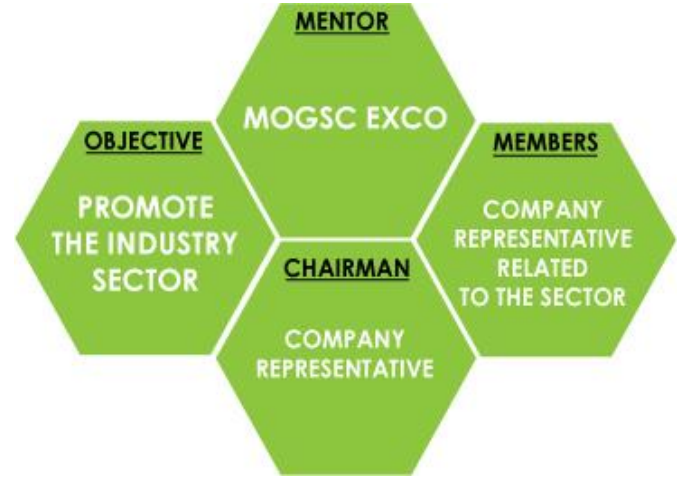 MENTOR
MOGSC EXCO
OBJECTIVE
PROMOTE
THE INDUSTRY
SECTOR
MEMBERS
COMPANY
REPRESENTATIVE
RELATED
TO THE SECTOR
CHAIRMAN
COMPANY
REPRESENTATIVE